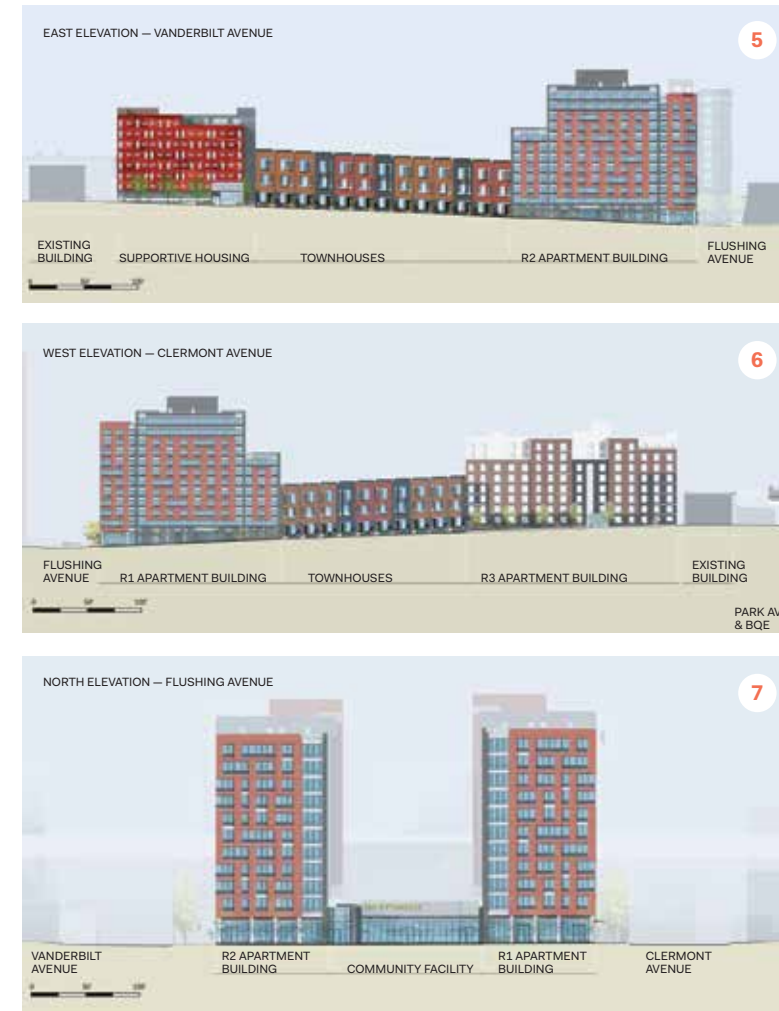 EAST ELEVATION — VANDERBILT AVENUE
5
EXISTING
BUILDING
SUPPORTIVE HOUSING
TOWNHOUSES
R2 APARTMENT BUILDING
FLUSHING
AVENUE
WEST ELEVATION — CLERMONT AVENUE
6
FLUSHING
AVENUE
R1 APARTMENT BUILDING
TOWNHOUSES
R3 APARTMENT BUILDING
EXISTING
BUILDING
PARK AV
& BQE
NORTH ELEVATION — FLUSHING AVENUE
7
VANDERBILT
AVENUE
R2 APARTMENT
BUILDING
COMMUNITY FACILITY
R1 APARTMENT
BUILDING
CLERMONT
AVENUE